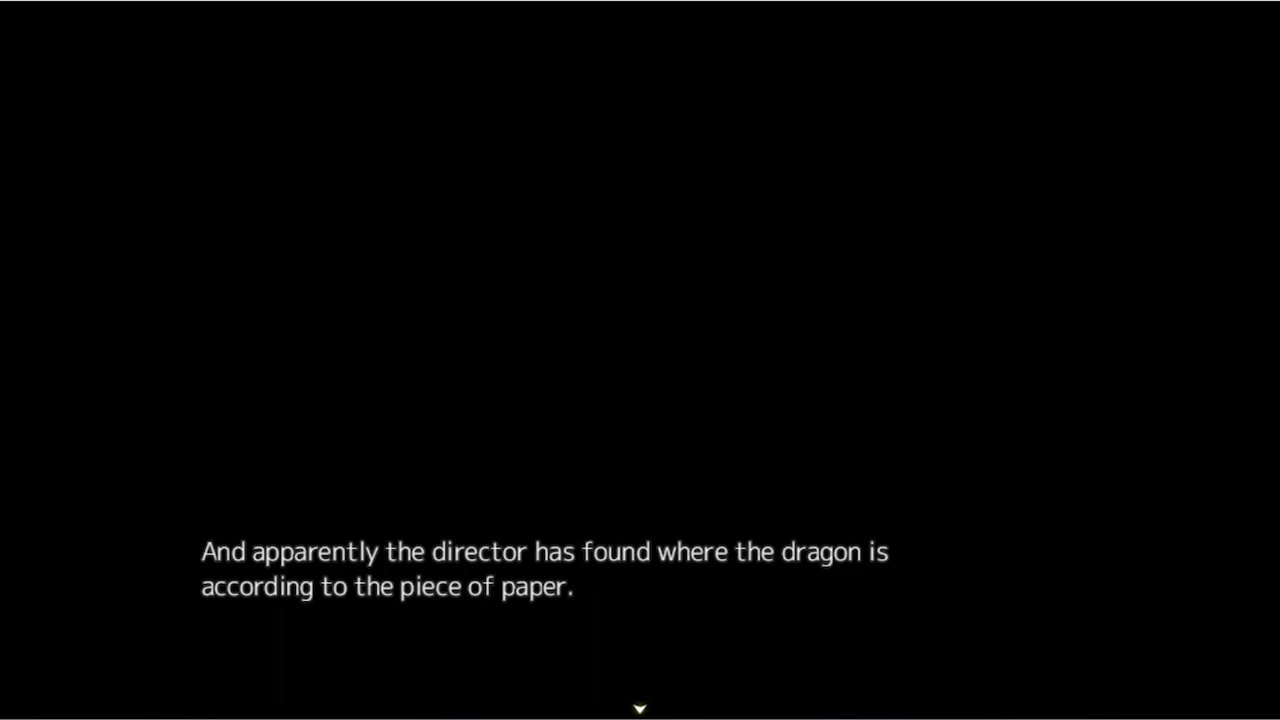 And apparently the director has found where the dragon is
according to the piece of paper.